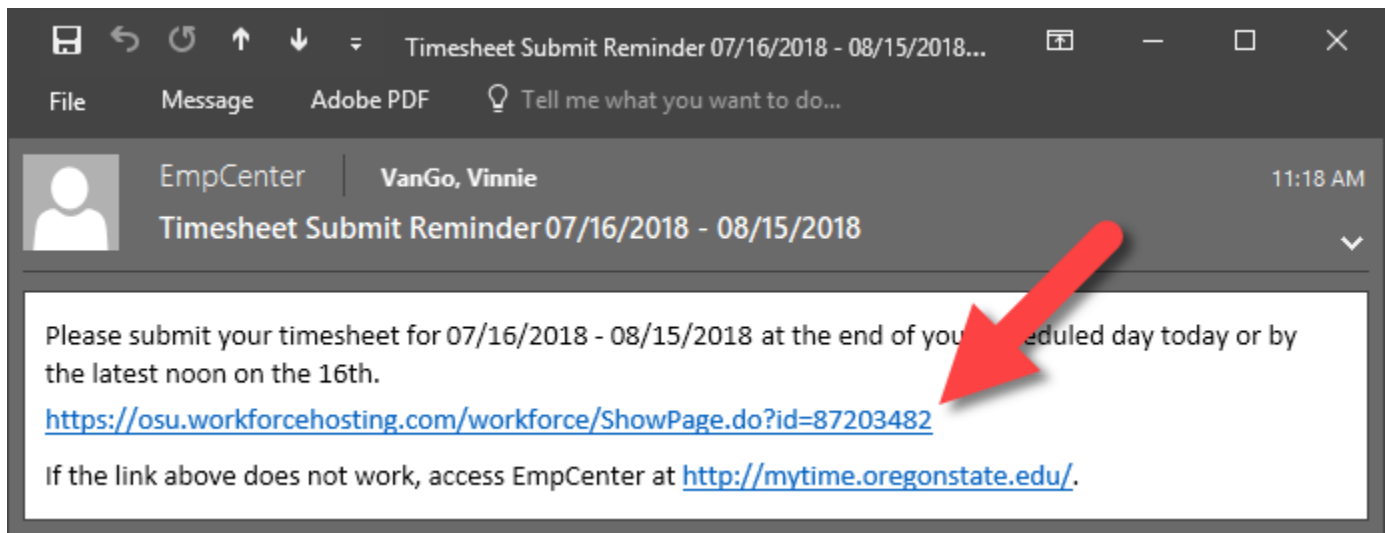 Timesheet Submit Reminder 07/16/2018 - 08/15/2018...
File Message Adobe PDF Tell me what you want to do...
EmpCenter VanGo, Vinnie 11:18 AM
Timesheet Submit Reminder 07/16/2018 - 08/15/2018
Please submit your timesheet for 07/16/2018 - 08/15/2018 at the end of you eduled day today or by
the latest noon on the 16th.
https://osu.workforcehosting.com/workforce/ShowPage.do?id=87203482
If the link above does not work, access EmpCenter at http://mytime.oregonstate.edu/.